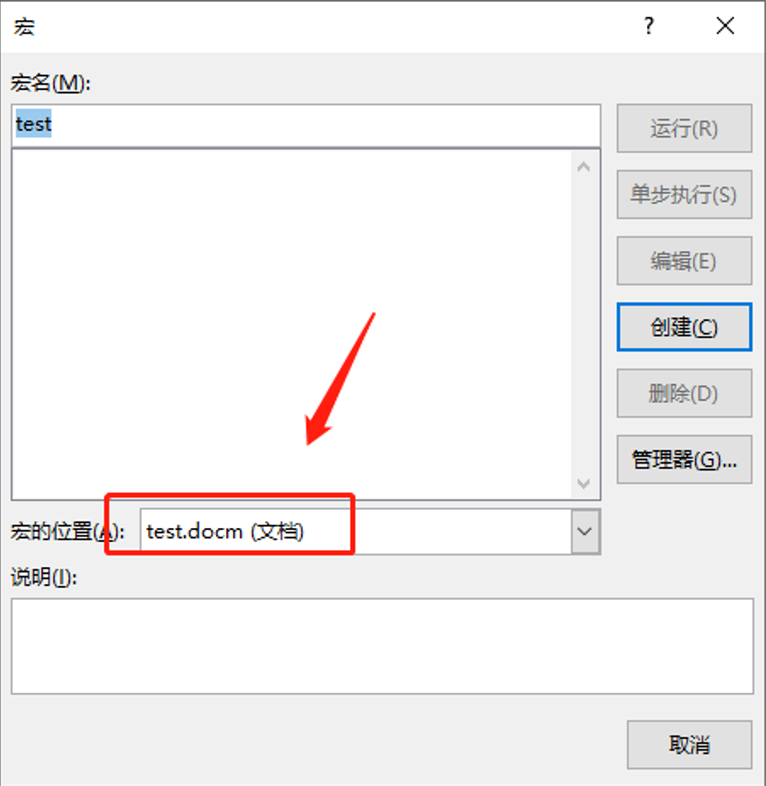 宏 ?
宏名(M):
test
运行(R)
单步执行(S)
编辑(E)
创建(C)
删除(D)
管理器(G)...
宏的位置(A): test.docm (文档)
说明(I):
取消